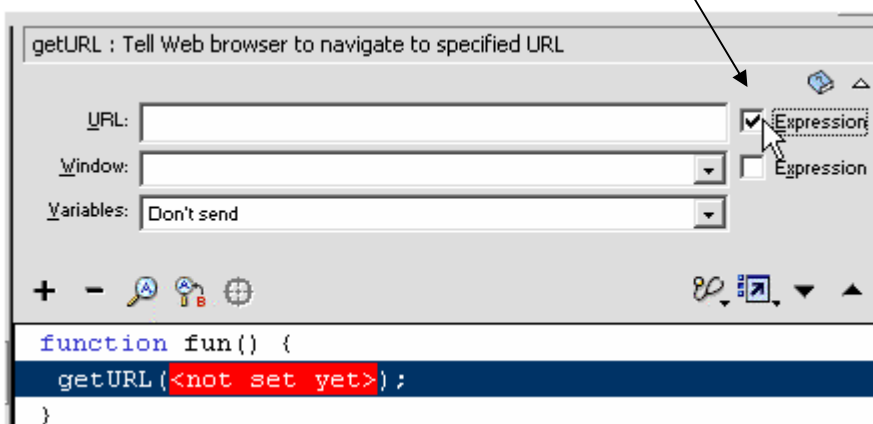 getURL : Tell Web browser to navigate to specified URL
URL: Expression
Window: Expression
Variables: Don't send
function fun() {
getURL(<not set yet>);
}